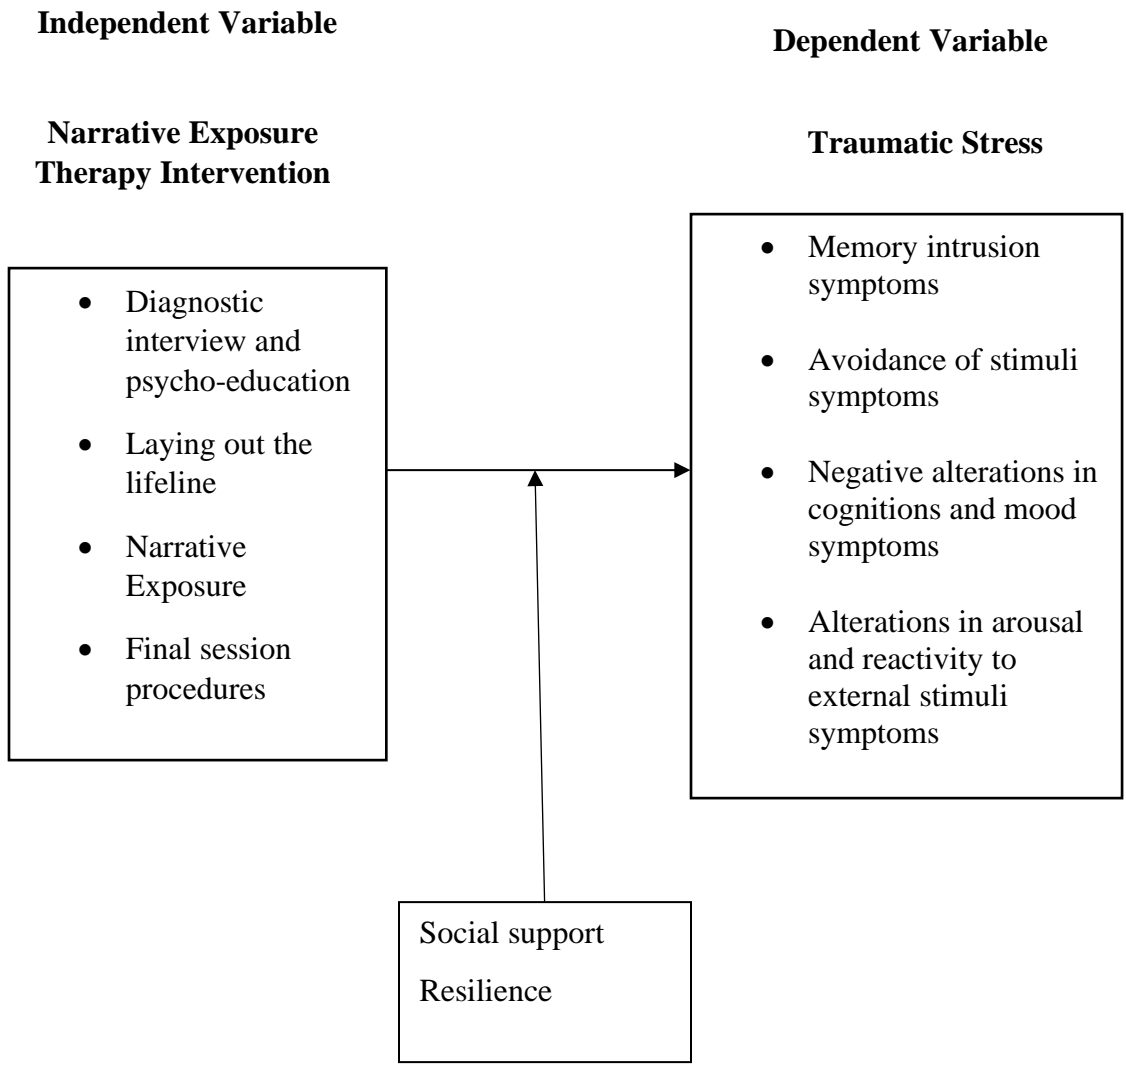 Independent Variable
Dependent Variable
Narrative Exposure
Therapy Intervention
Traumatic Stress
• Diagnostic
interview and
psycho-education
• Laying out the
lifeline
• Narrative
Exposure
• Final session
procedures
• Memory intrusion
symptoms
• Avoidance of stimuli
symptoms
• Negative alterations in
cognitions and mood
symptoms
• Alterations in arousal
and reactivity to
external stimuli
symptoms
Social support
Resilience